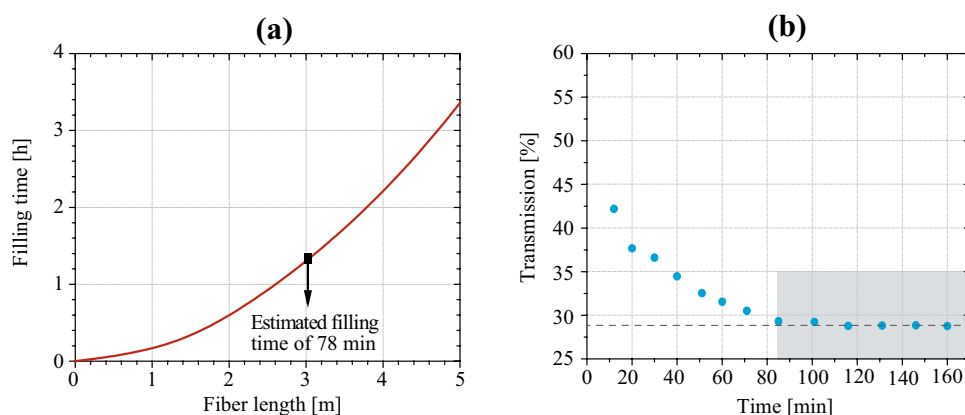 (a)
4
3
2
1
0
Filling time [h]
Estimated filling
time of 78 min
0 1 2 3 4 5
Fiber length [m]
(b)
60
55
50
45
40
35
30
25
Transmission [%]
0 20 40 60 80 100 120 140 160
Time [min]